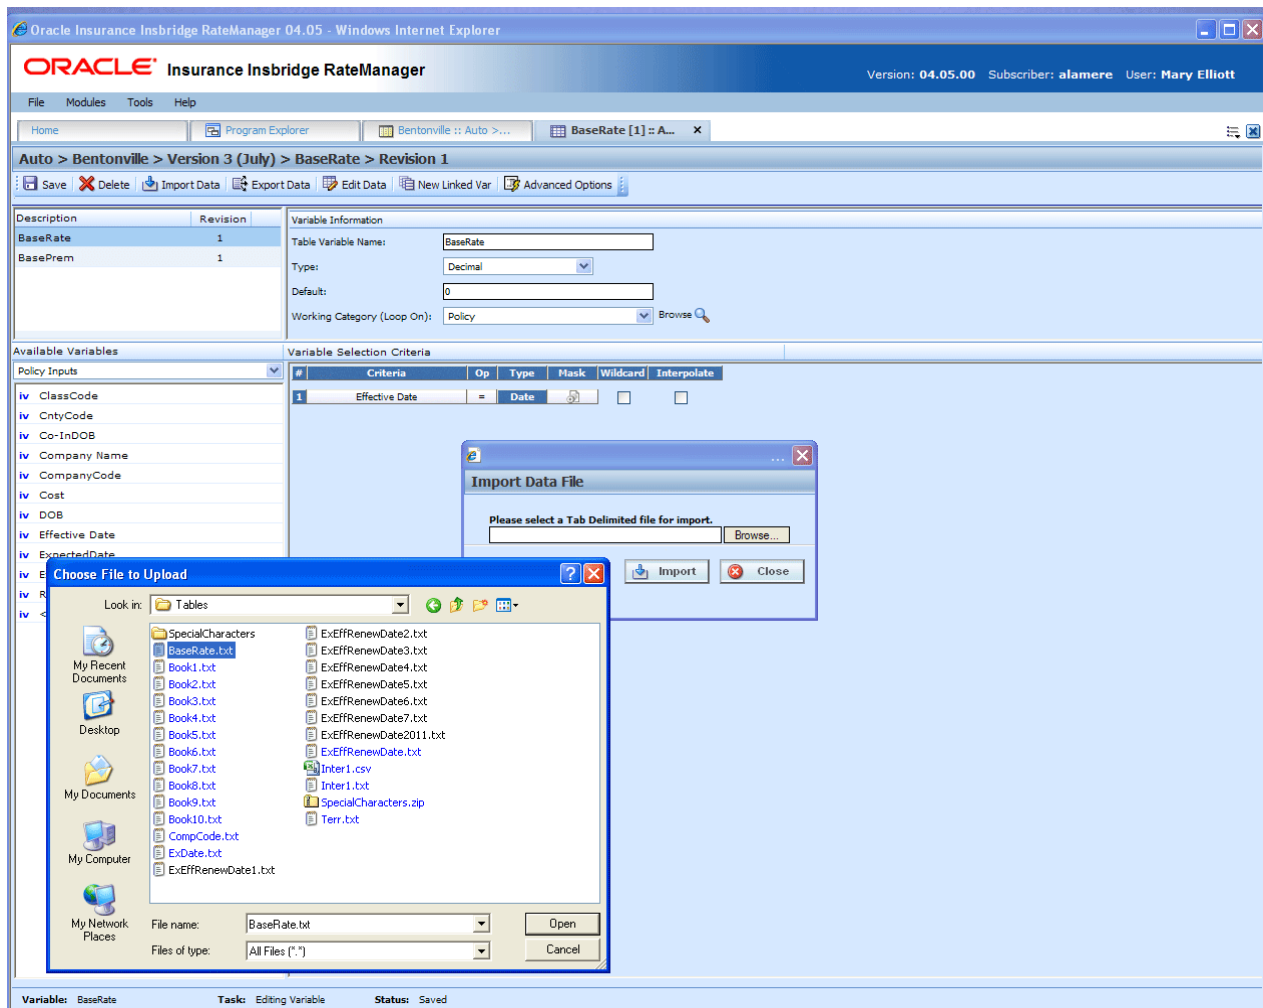 Oracle Insurance Insbridge RateManager 04.05 - Windows Internet Explorer
ORACLE Insurance Insbridge RateManager
Version: 04.05.00 Subscriber: alamere User: Mary Elliott
File Modules Tools Help
Home Program Explorer Bentonville :: Auto >... BaseRate [1] :: A... x
Auto > Bentonville > Version 3 (July) > BaseRate > Revision 1
Save Delete Import Data Export Data Edit Data New Linked Var Advanced Options
Description Revision
BaseRate 1
BasePrem 1
Variable Information
Table Variable Name: BaseRate
Type: Decimal
Default: 0
Working Category (Loop On): Policy Browse
Available Variables
Policy Inputs
iv ClassCode
iv CntyCode
iv Co-InDOB
iv Company Name
iv CompanyCode
iv Cost
iv DOB
iv Effective Date
iv ExpectedDate
iv E
iv R
iv <
Variable Selection Criteria
# Criteria Op Type Mask Wildcard Interpolate
1 Effective Date = Date
...
Import Data File
Please select a Tab Delimited file for import.
Browse...
Import Close
Choose File to Upload
Look in: Tables
My Recent
Documents
Desktop
My Documents
My Computer
My Network
Places
SpecialCharacters
BaseRate.txt
Book1.txt
Book2.txt
Book3.txt
Book4.txt
Book5.txt
Book6.txt
Book7.txt
Book8.txt
Book9.txt
Book10.txt
CompCode.txt
ExDate.txt
ExEffRenewDate1.txt
ExEffRenewDate2.txt
ExEffRenewDate3.txt
ExEffRenewDate4.txt
ExEffRenewDate5.txt
ExEffRenewDate6.txt
ExEffRenewDate7.txt
ExEffRenewDate2011.txt
ExEffRenewDate.txt
Inter1.csv
Inter1.txt
SpecialCharacters.zip
Terr.txt
File name: BaseRate.txt Open
Files of type: All Files (*.*) Cancel
Variable: BaseRate Task: Editing Variable Status: Saved